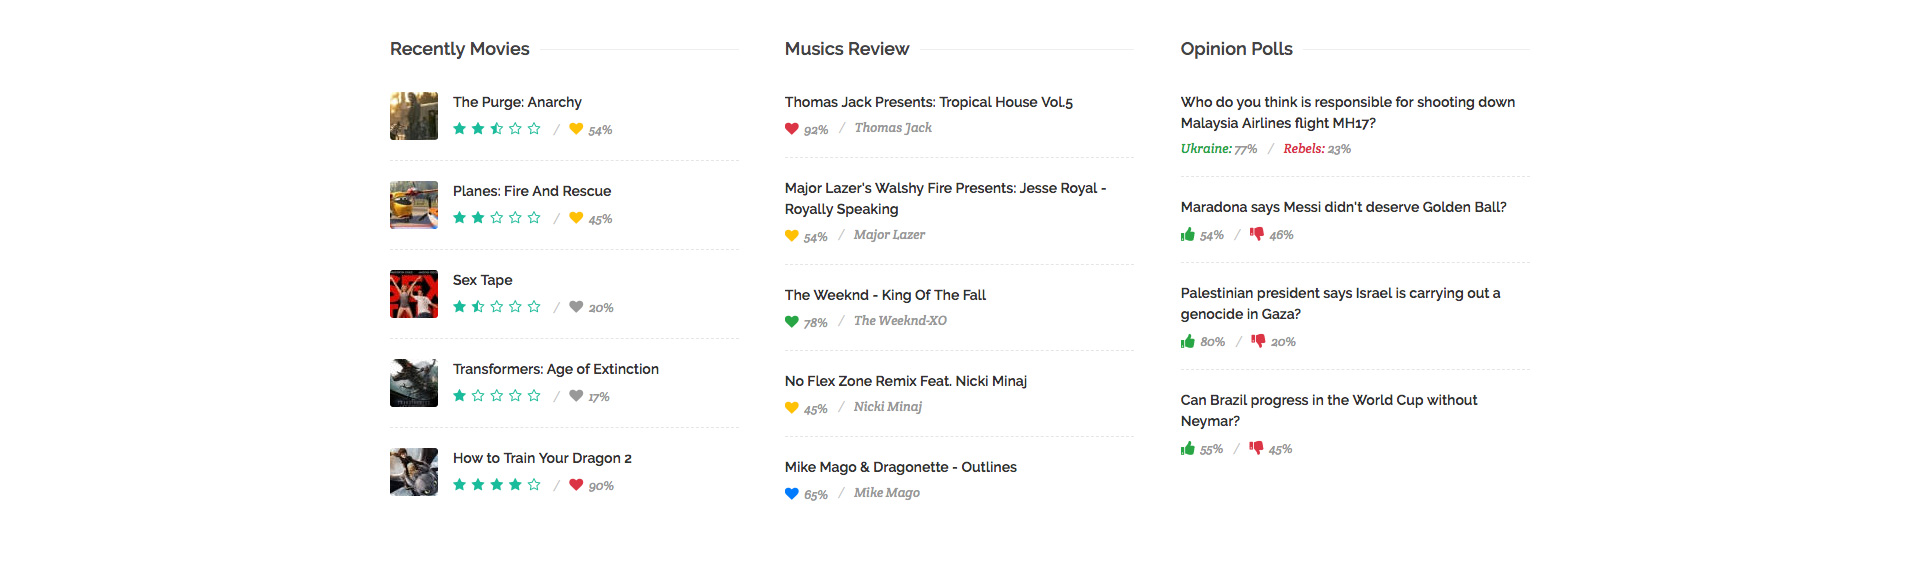 Recently Movies
The Purge: Anarchy
/ 54%
Planes: Fire And Rescue
/ 45%
Sex Tape
/ 20%
Transformers: Age of Extinction
/ 17%
How to Train Your Dragon 2
/ 90%
Musics Review
Thomas Jack Presents: Tropical House Vol.5
92% / Thomas Jack
Major Lazer's Walshy Fire Presents: Jesse Royal -
Royally Speaking
54% / Major Lazer
The Weeknd - King Of The Fall
78% / The Weeknd-XO
No Flex Zone Remix Feat. Nicki Minaj
45% / Nicki Minaj
Mike Mago & Dragonette - Outlines
65% / Mike Mago
Opinion Polls
Who do you think is responsible for shooting down
Malaysia Airlines flight MH17?
Ukraine: 77% / Rebels: 23%
Maradona says Messi didn't deserve Golden Ball?
54% / 46%
Palestinian president says Israel is carrying out a
genocide in Gaza?
80% / 20%
Can Brazil progress in the World Cup without
Neymar?
55% / 45%